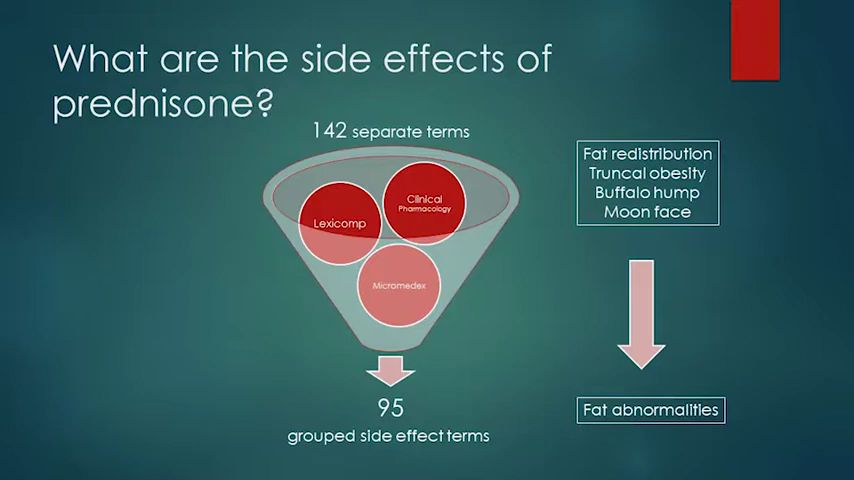 What are the side effects of
prednisone?
142 separate terms
Clinical
Pharmacology
Lexicomp
Micromedex
95
grouped side effect terms
Fat redistribution
Truncal obesity
Buffalo hump
Moon face
Fat abnormalities